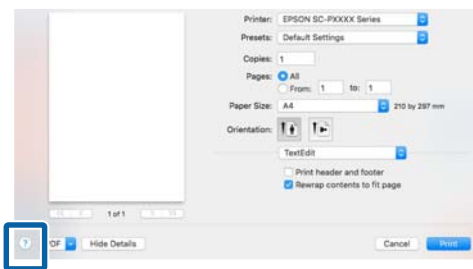 Printer: EPSON SC-PXXXX Series
Presets: Default Settings
Copies: 1
Pages: All
From: 1 to: 1
Paper Size: A4 210 by 297 mm
Orientation:
TextEdit
Print header and footer
Rewrap contents to fit page
1 of 1
? DF Hide Details Cancel Print